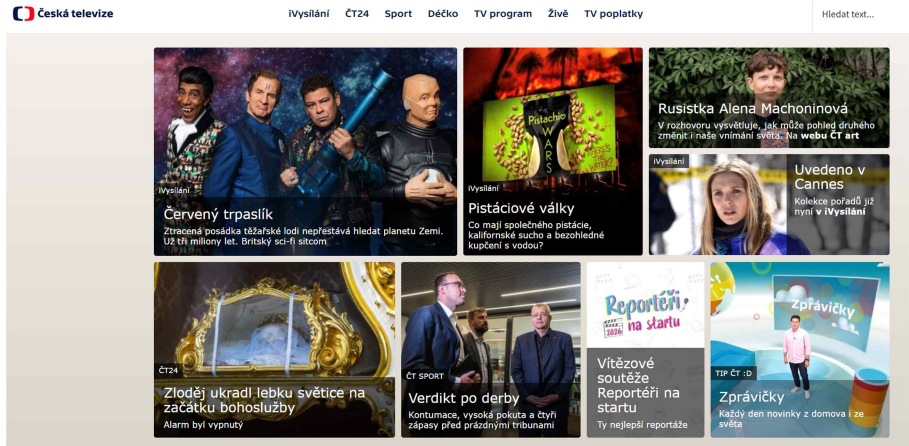 Česká televize
iVysílání ČT24 Sport Déčko TV program Živě TV poplatky
Hledat text...
iVysílání
Červený trpaslík
Ztracená posádka těžařské lodi nepřestává hledat planetu Zemi.
Už tři miliony let. Britský sci-fi sitcom
Pistachio
WARS
WHERE'S
THE
WATER?
iVysílání
Pistáciové války
Co mají společného pistácie,
kalifornské sucho a bezohledné
kupčení s vodou?
Rusistka Alena Machoninová
V rozhovoru vysvětluje, jak může pohled druhého
změnit i naše vnímání světa. Na webu ČT art
iVysílání
Uvedeno v
Cannes
Kolekce pořadů již
nyní v iVysílání
ČT24
Zloděj ukradl lebku světice na
začátku bohoslužby
Alarm byl vypnutý
ČT SPORT
Verdikt po derby
Kontumace, vysoká pokuta a čtyři
zápasy před prázdnými tribunami
Reportéři
na startu
2026
Vítězové
soutěže
Reportéři na
startu
Ty nejlepší reportáže
Zprávičky
TIP ČT :D
Zprávičky
Každý den novinky z domova i ze
světa